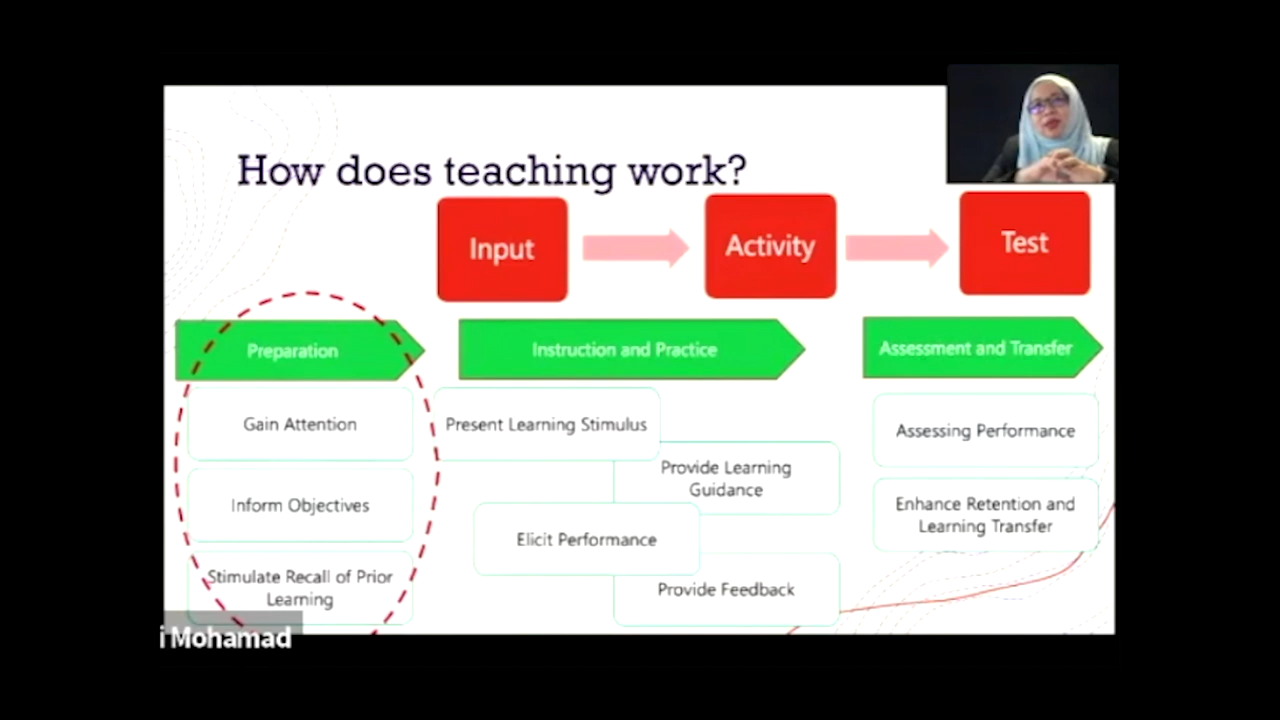 How does teaching work?
Input
Activity
Test
Preparation
Instruction and Practice
Assessment and Transfer
Gain Attention
Inform Objectives
Stimulate Recall of Prior
Learning
Present Learning Stimulus
Provide Learning
Guidance
Elicit Performance
Provide Feedback
Assessing Performance
Enhance Retention and
Learning Transfer
i Mohamad